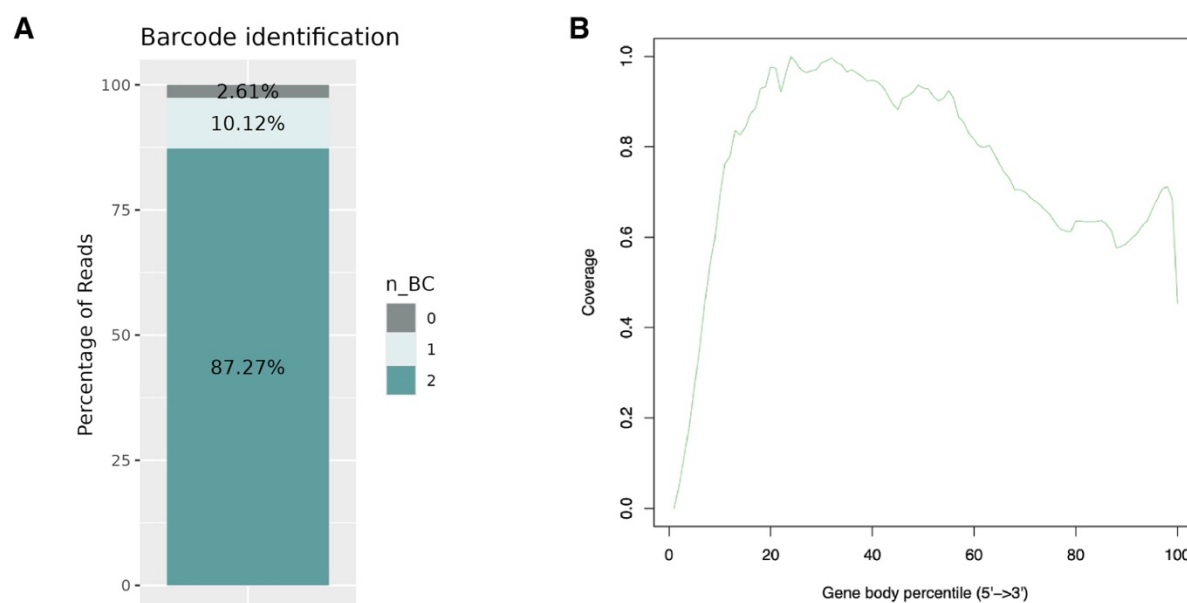 A
Barcode identification
Percentage of Reads
100
75
50
25
0
2.61%
10.12%
87.27%
n_BC
0
1
2
B
Coverage
1.0
0.8
0.6
0.4
0.2
0.0
0 20 40 60 80 100
Gene body percentile (5'->3')